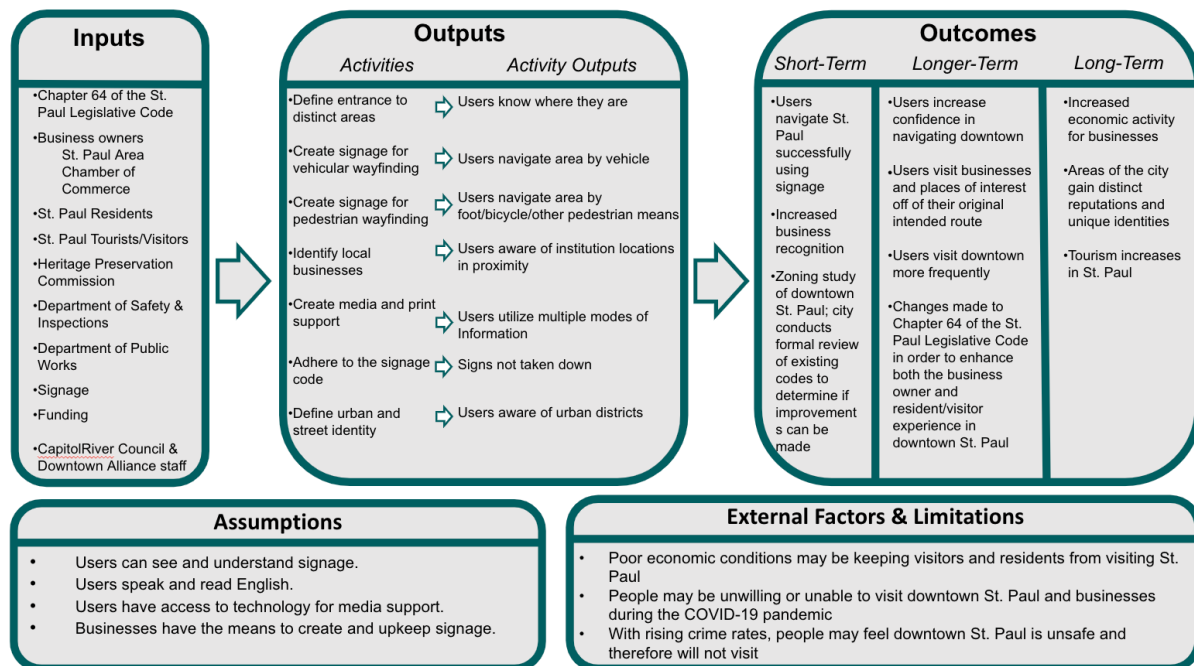 Inputs
•Chapter 64 of the St.
Paul Legislative Code
•Business owners
St. Paul Area
Chamber of
Commerce
•St. Paul Residents
•St. Paul Tourists/Visitors
•Heritage Preservation
Commission
•Department of Safety &
Inspections
•Department of Public
Works
•Signage
•Funding
•CapitolRiver Council &
Downtown Alliance staff
Outputs
Activities
Activity Outputs
•Define entrance to
distinct areas
Users know where they are
•Create signage for
vehicular wayfinding
Users navigate area by vehicle
•Create signage for
pedestrian wayfinding
Users navigate area by
foot/bicycle/other pedestrian means
•Identify local
businesses
Users aware of institution locations
in proximity
•Create media and print
support
Users utilize multiple modes of
Information
•Adhere to the signage
code
Signs not taken down
•Define urban and
street identity
Users aware of urban districts
Outcomes
Short-Term
•Users
navigate St.
Paul
successfully
using
signage
•Increased
business
recognition
•Zoning study
of downtown
St. Paul; city
conducts
formal review
of existing
codes to
determine if
improvement
s can be
made
Longer-Term
•Users increase
confidence in
navigating downtown
•Users visit businesses
and places of interest
off of their original
intended route
•Users visit downtown
more frequently
•Changes made to
Chapter 64 of the St.
Paul Legislative Code
in order to enhance
both the business
owner and
resident/visitor
experience in
downtown St. Paul
Long-Term
•Increased
economic activity
for businesses
•Areas of the city
gain distinct
reputations and
unique identities
•Tourism increases
in St. Paul
Assumptions
• Users can see and understand signage.
• Users speak and read English.
• Users have access to technology for media support.
• Businesses have the means to create and upkeep signage.
External Factors & Limitations
• Poor economic conditions may be keeping visitors and residents from visiting St.
Paul
• People may be unwilling or unable to visit downtown St. Paul and businesses
during the COVID-19 pandemic
• With rising crime rates, people may feel downtown St. Paul is unsafe and
therefore will not visit